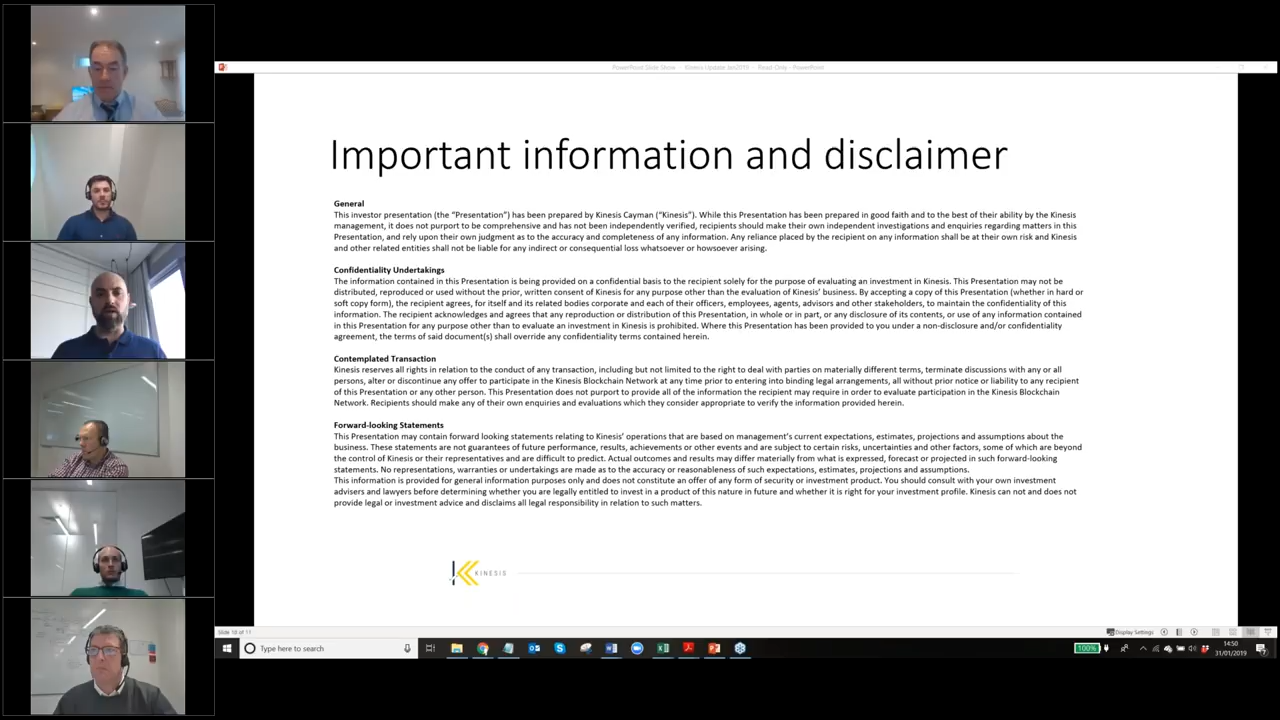 PowerPoint Slide Show - Kinesis Update Jan2019 - Read-Only - PowerPoint
Important information and disclaimer
General
This investor presentation (the “Presentation”) has been prepared by Kinesis Cayman (“Kinesis”). While this Presentation has been prepared in good faith and to the best of their ability by the Kinesis
management, it does not purport to be comprehensive and has not been independently verified, recipients should make their own independent investigations and enquiries regarding matters in this
Presentation, and rely upon their own judgment as to the accuracy and completeness of any information. Any reliance placed by the recipient on any information shall be at their own risk and Kinesis
and other related entities shall not be liable for any indirect or consequential loss whatsoever or howsoever arising.
Confidentiality Undertakings
The information contained in this Presentation is being provided on a confidential basis to the recipient solely for the purpose of evaluating an investment in Kinesis. This Presentation may not be
distributed, reproduced or used without the prior, written consent of Kinesis for any purpose other than the evaluation of Kinesis’ business. By accepting a copy of this Presentation (whether in hard or
soft copy form), the recipient agrees, for itself and its related bodies corporate and each of their officers, employees, agents, advisors and other stakeholders, to maintain the confidentiality of this
information. The recipient acknowledges and agrees that any reproduction or distribution of this Presentation, in whole or in part, or any disclosure of its contents, or use of any information contained
in this Presentation for any purpose other than to evaluate an investment in Kinesis is prohibited. Where this Presentation has been provided to you under a non-disclosure and/or confidentiality
agreement, the terms of said document(s) shall override any confidentiality terms contained herein.
Contemplated Transaction
Kinesis reserves all rights in relation to the conduct of any transaction, including but not limited to the right to deal with parties on materially different terms, terminate discussions with any or all
persons, alter or discontinue any offer to participate in the Kinesis Blockchain Network at any time prior to entering into binding legal arrangements, all without prior notice or liability to any recipient
of this Presentation or any other person. This Presentation does not purport to provide all of the information the recipient may require in order to evaluate participation in the Kinesis Blockchain
Network. Recipients should make any of their own enquiries and evaluations which they consider appropriate to verify the information provided herein.
Forward-looking Statements
This Presentation may contain forward looking statements relating to Kinesis’ operations that are based on management’s current expectations, estimates, projections and assumptions about the
business. These statements are not guarantees of future performance, results, achievements or other events and are subject to certain risks, uncertainties and other factors, some of which are beyond
the control of Kinesis or their representatives and are difficult to predict. Actual outcomes and results may differ materially from what is expressed, forecast or projected in such forward-looking
statements. No representations, warranties or undertakings are made as to the accuracy or reasonableness of such expectations, estimates, projections and assumptions.
This information is provided for general information purposes only and does not constitute an offer of any form of security or investment product. You should consult with your own investment
advisers and lawyers before determining whether you are legally entitled to invest in a product of this nature in future and whether it is right for your investment profile. Kinesis can not and does not
provide legal or investment advice and disclaims all legal responsibility in relation to such matters.
KINESIS
Slide 10 of 11
Display Settings
Type here to search
100%
14:50
31/01/2019